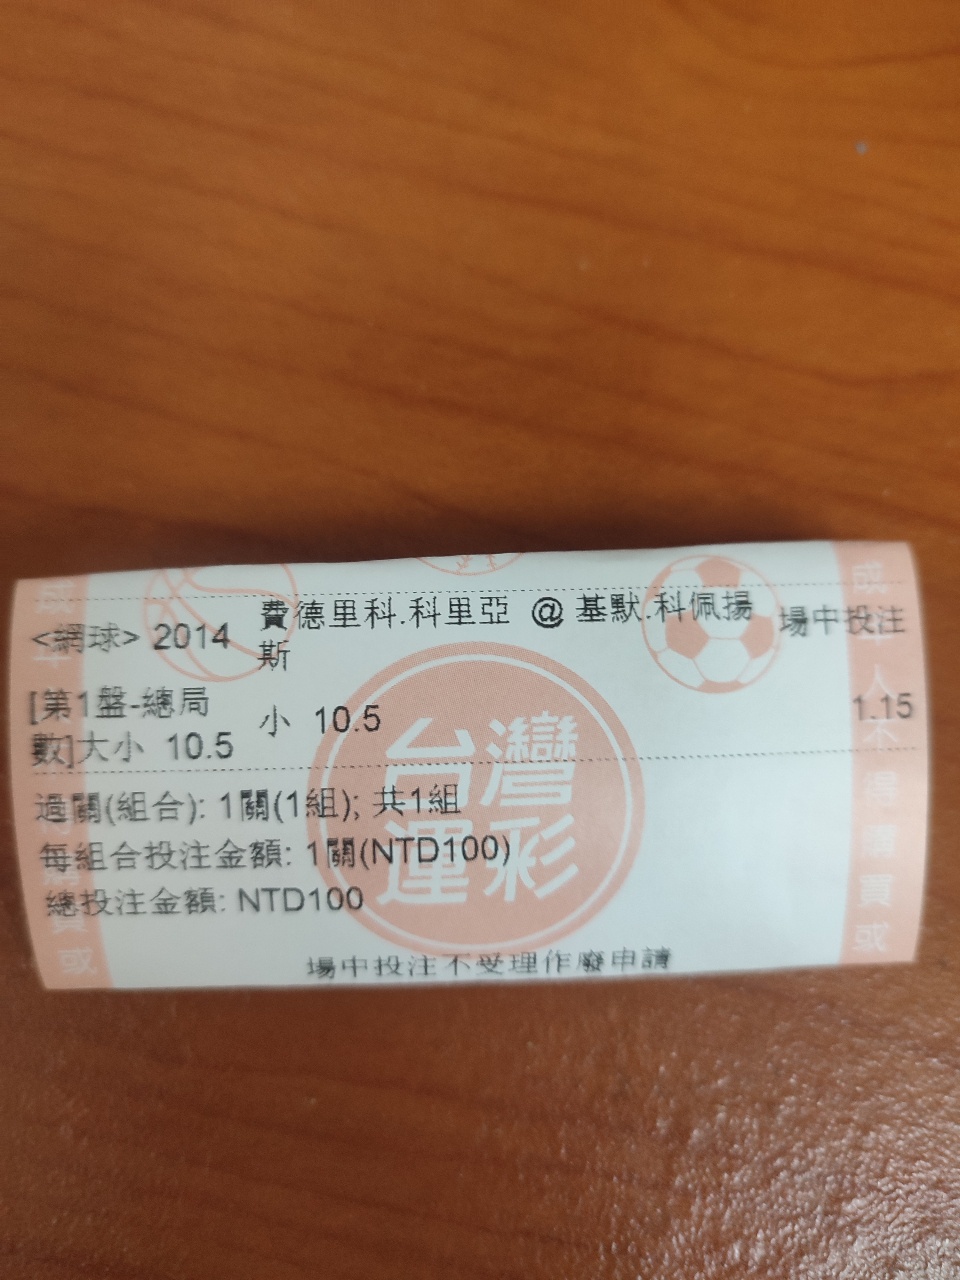 <網球> 2014 費德里科.科里亞 @ 基默.科佩揚斯 場中投注
[第1盤-總局數]大小 10.5 小 10.5 1.15
過關(組合): 1關(1組); 共1組
每組合投注金額: 1關(NTD100)
總投注金額: NTD100
場中投注不受理作廢申請
台灣
運彩